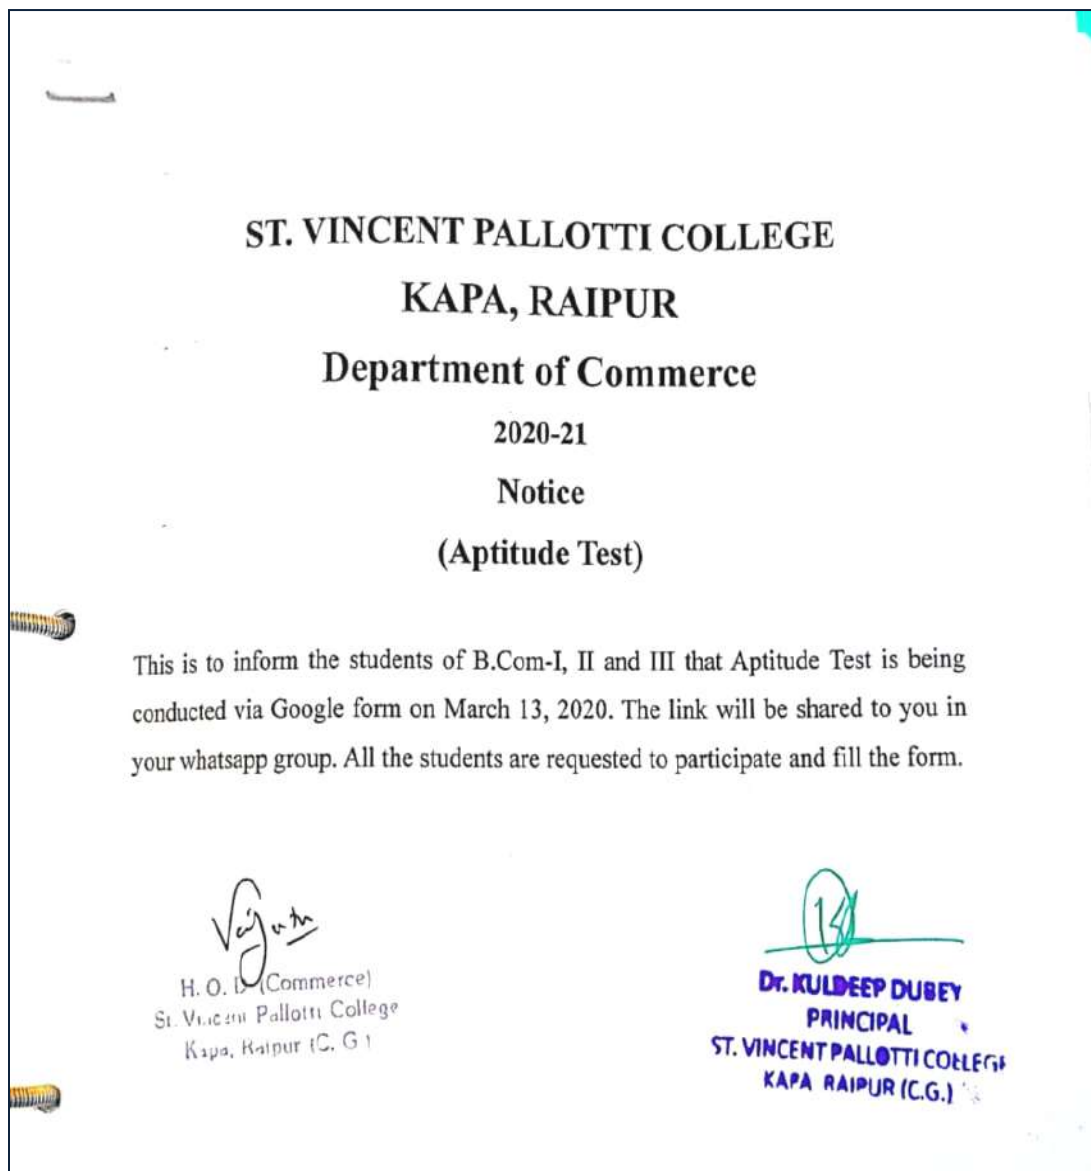 ST. VINCENT PALLOTTI COLLEGE
KAPA, RAIPUR
Department of Commerce
2020-21
Notice
(Aptitude Test)
This is to inform the students of B.Com-I, II and III that Aptitude Test is being
conducted via Google form on March 13, 2020. The link will be shared to you in
your whatsapp group. All the students are requested to participate and fill the form.
H. O. D (Commerce)
St. Vincent Pallotti College
Kapa, Raipur (C. G)
Dr. KULDEEP DUBEY
PRINCIPAL
ST. VINCENT PALLOTTI COLLEGE
KAPA RAIPUR (C.G.)